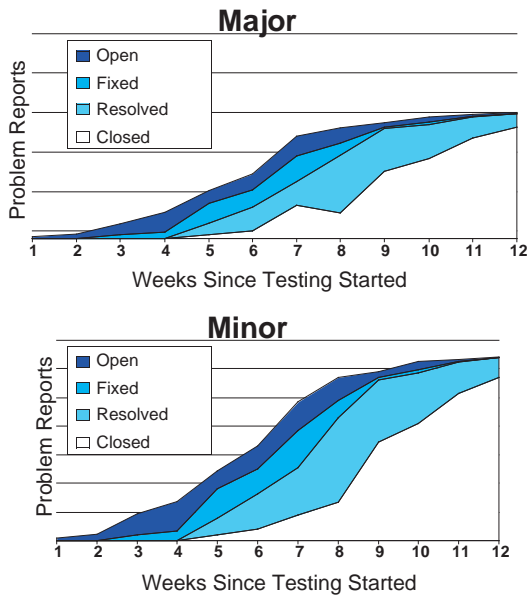 Major
Open
Fixed
Resolved
Closed
Problem Reports
1 2 3 4 5 6 7 8 9 10 11 12
Weeks Since Testing Started
Minor
Open
Fixed
Resolved
Closed
Problem Reports
1 2 3 4 5 6 7 8 9 10 11 12
Weeks Since Testing Started